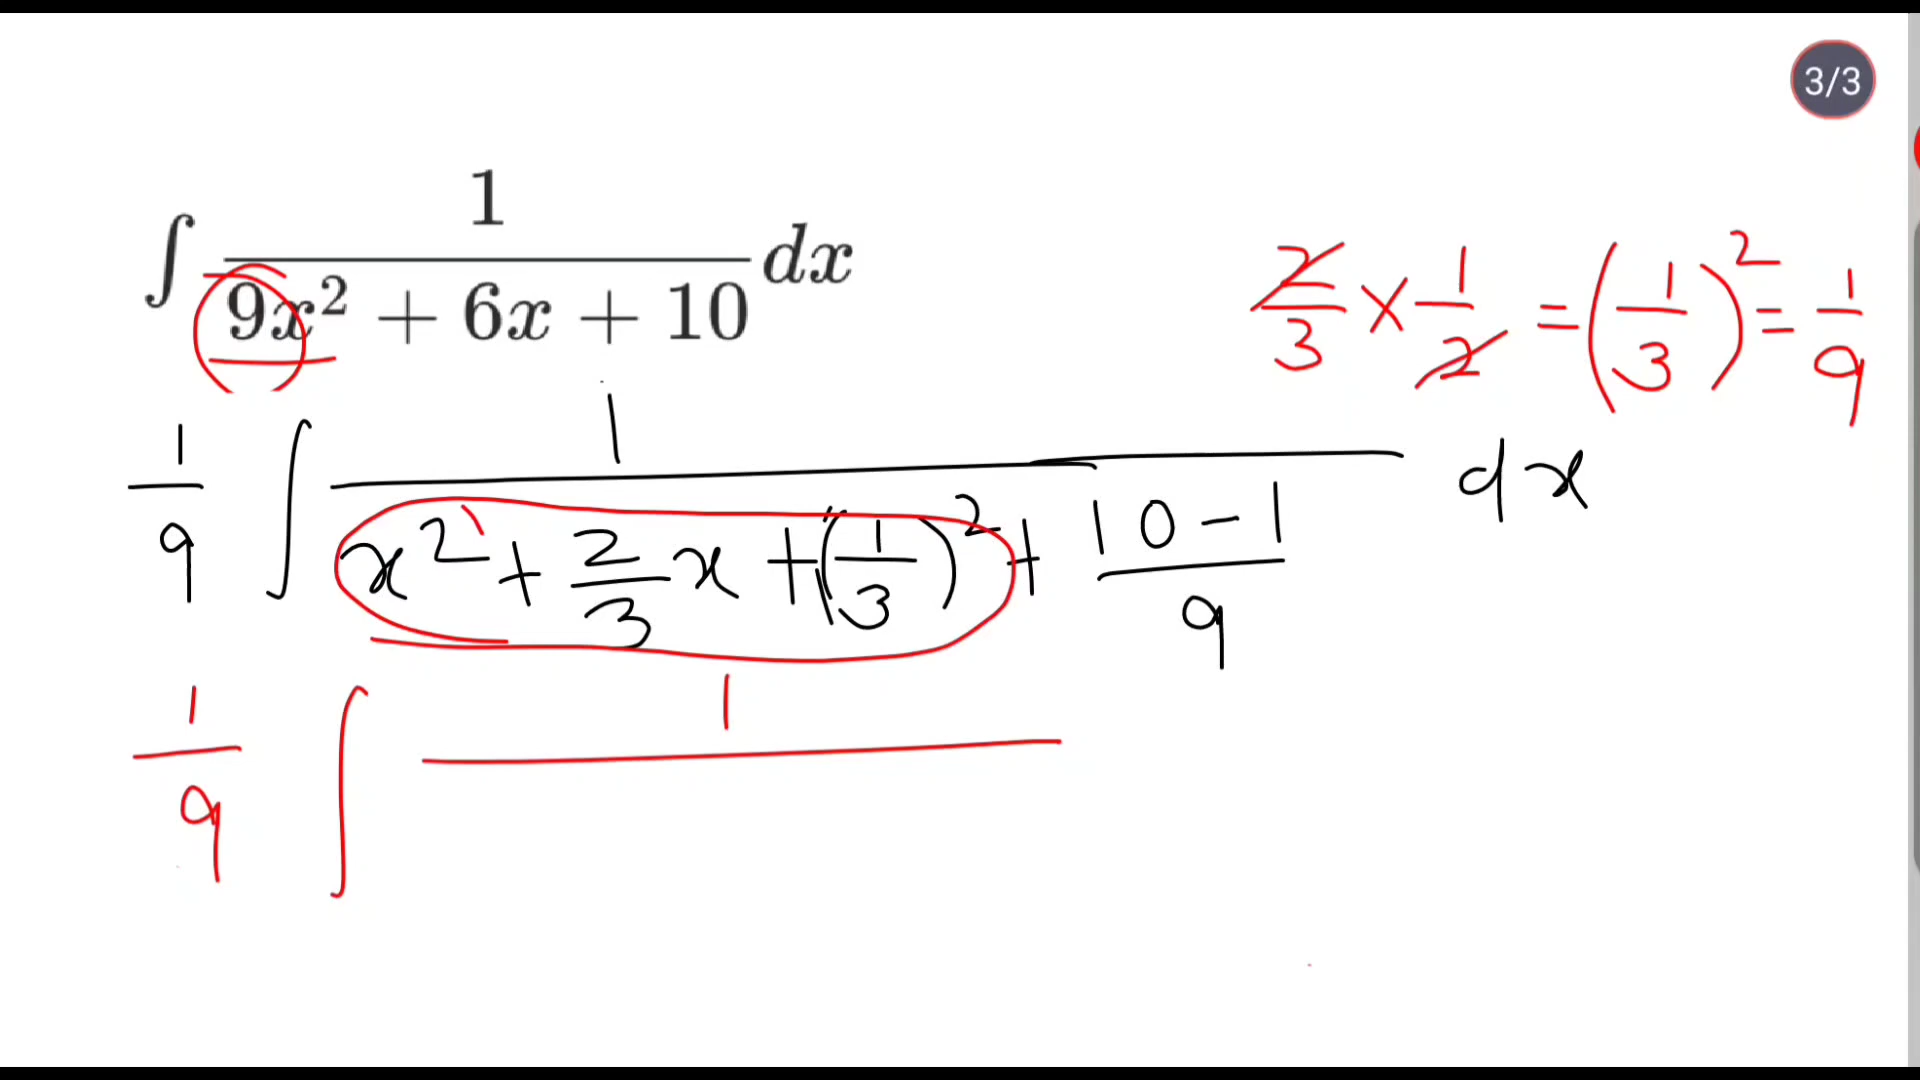 3/3
∫ 1/(9x² + 6x + 10) dx
2/3 × 1/2 = (1/3)² = 1/9
1/9 ∫ 1/(x² + 2/3 x + (1/3)² + (10 - 1)/9) dx
1/9 ∫ 1/